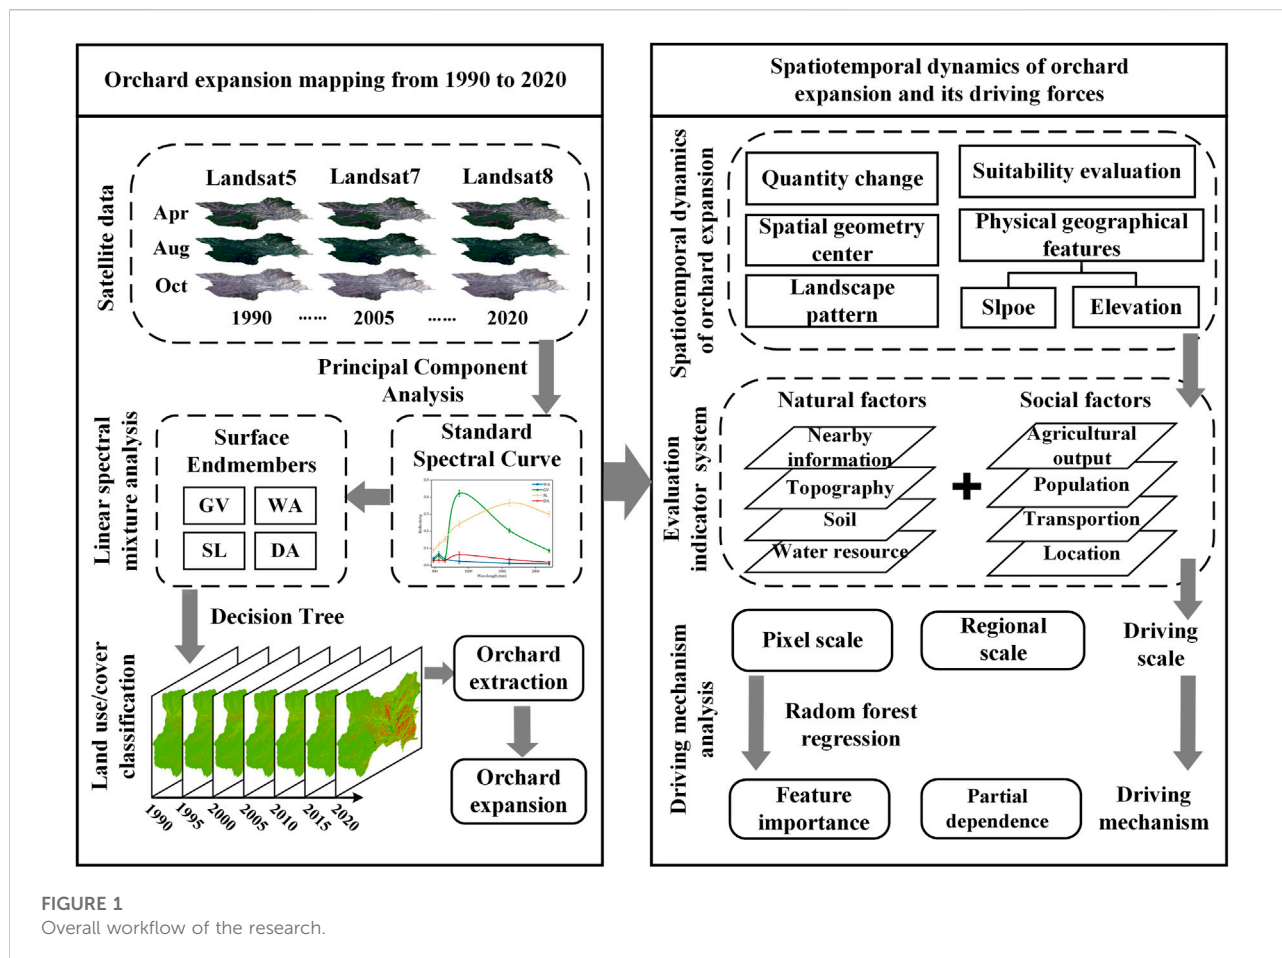 Orchard expansion mapping from 1990 to 2020
Satellite data
Landsat5 Landsat7 Landsat8
Apr
Aug
Oct
1990 ...... 2005 ...... 2020
Principal Component
Analysis
Linear spectral
mixture analysis
Surface
Endmembers
GV WA
SL DA
Standard
Spectral Curve
WA
GV
SL
DA
Wavelength(nm)
Decision Tree
Land use/cover
classification
1990
1995
2000
2005
2010
2015
2020
Orchard
extraction
Orchard
expansion
Spatiotemporal dynamics of orchard
expansion and its driving forces
Spatiotemporal dynamics
of orchard expansion
Quantity change
Spatial geometry
center
Landscape
pattern
Suitability evaluation
Physical geographical
features
Slpoe
Elevation
Evaluation
indicator system
Natural factors
Nearby
information
Topography
Soil
Water resource
+
Social factors
Agricultural
output
Population
Transportion
Location
Driving mechanism
analysis
Pixel scale
Regional
scale
Driving
scale
Radom forest
regression
Feature
importance
Partial
dependence
Driving
mechanism
FIGURE 1
Overall workflow of the research.